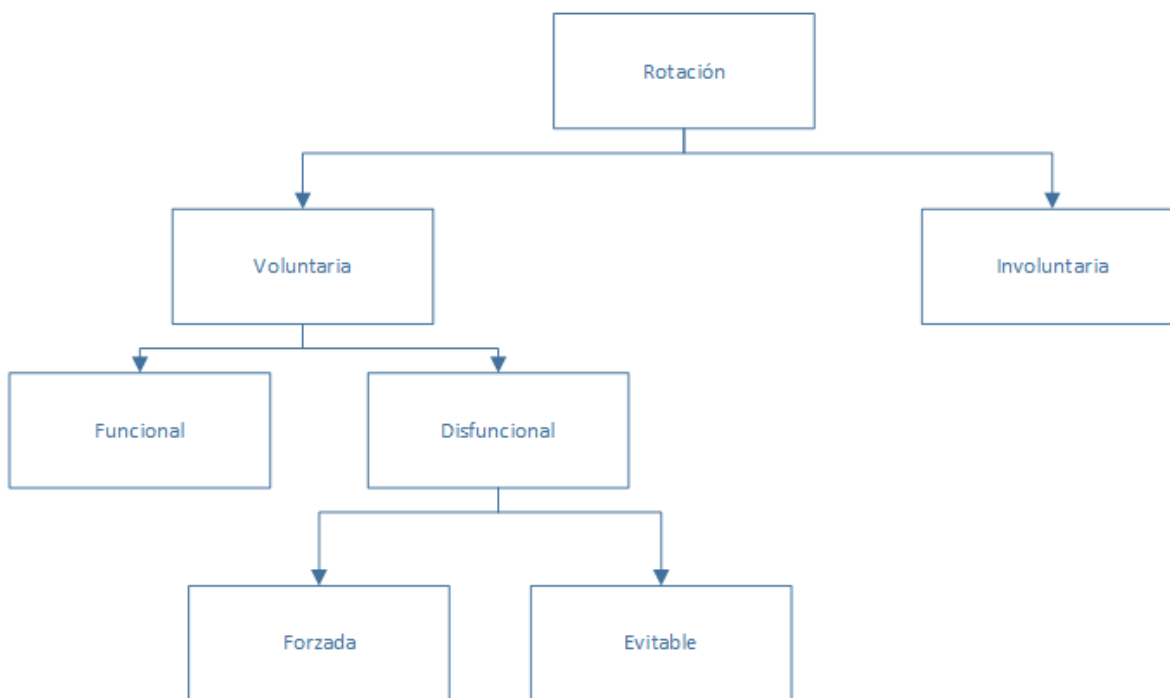 Rotación
Voluntaria
Involuntaria
Funcional
Disfuncional
Forzada
Evitable